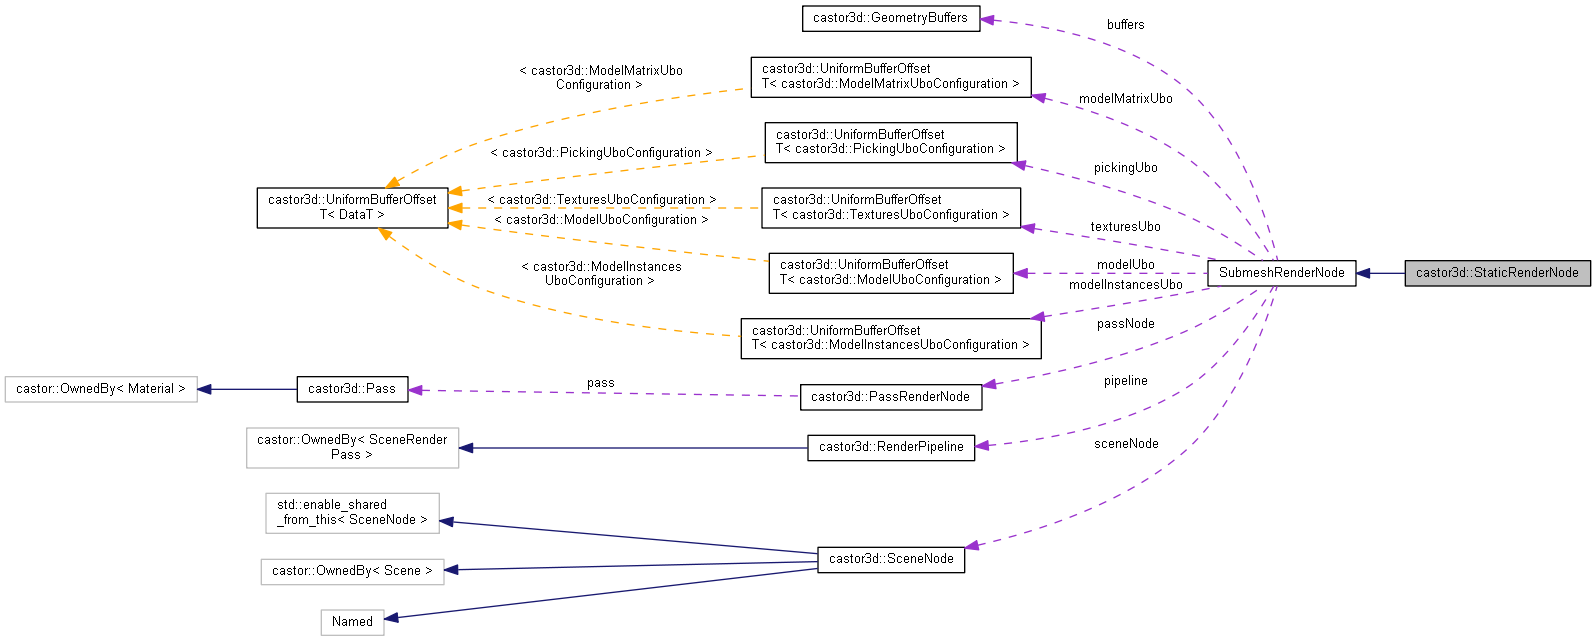 castor3d::GeometryBuffers
buffers
castor3d::UniformBufferOffset
T< castor3d::ModelMatrixUboConfiguration >
< castor3d::ModelMatrixUbo
Configuration >
modelMatrixUbo
castor3d::UniformBufferOffset
T< castor3d::PickingUboConfiguration >
< castor3d::PickingUboConfiguration >
pickingUbo
castor3d::UniformBufferOffset
T< DataT >
< castor3d::TexturesUboConfiguration >
castor3d::UniformBufferOffset
T< castor3d::TexturesUboConfiguration >
texturesUbo
< castor3d::ModelUboConfiguration >
castor3d::UniformBufferOffset
T< castor3d::ModelUboConfiguration >
modelUbo
SubmeshRenderNode
castor3d::StaticRenderNode
< castor3d::ModelInstances
UboConfiguration >
modelInstancesUbo
castor3d::UniformBufferOffset
T< castor3d::ModelInstancesUboConfiguration >
passNode
castor::OwnedBy< Material >
castor3d::Pass
pass
castor3d::PassRenderNode
pipeline
castor::OwnedBy< SceneRender
Pass >
castor3d::RenderPipeline
sceneNode
std::enable_shared
_from_this< SceneNode >
castor::OwnedBy< Scene >
castor3d::SceneNode
Named